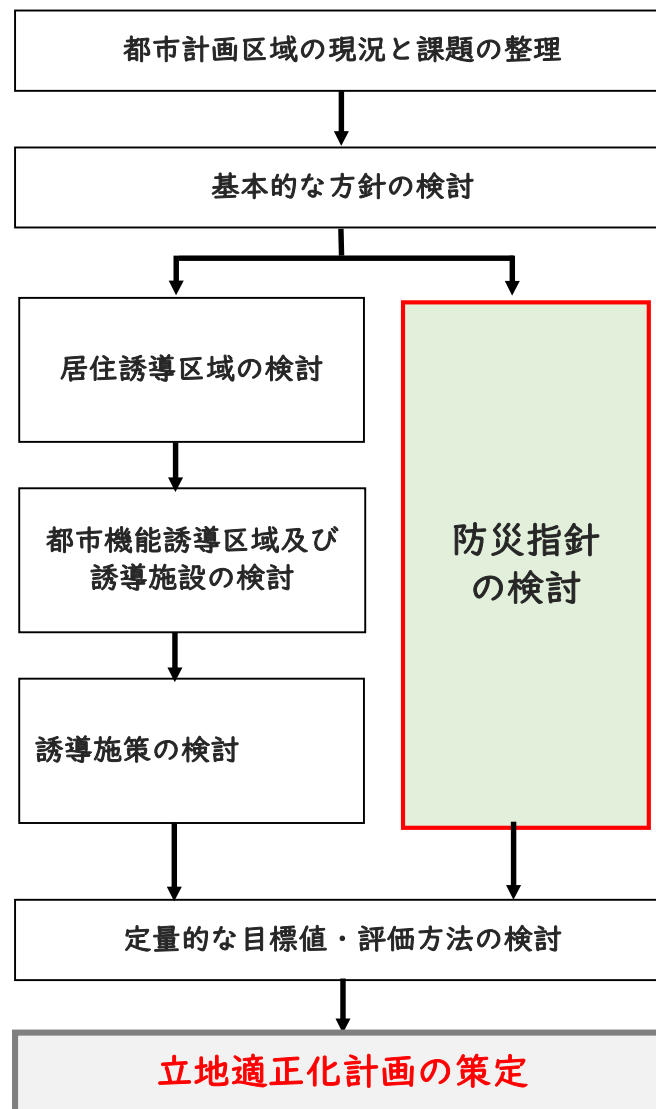 都市計画区域の現況と課題の整理
基本的な方針の検討
居住誘導区域の検討
都市機能誘導区域及び
誘導施設の検討
誘導施策の検討
防災指針
の検討
定量的な目標値・評価方法の検討
立地適正化計画の策定